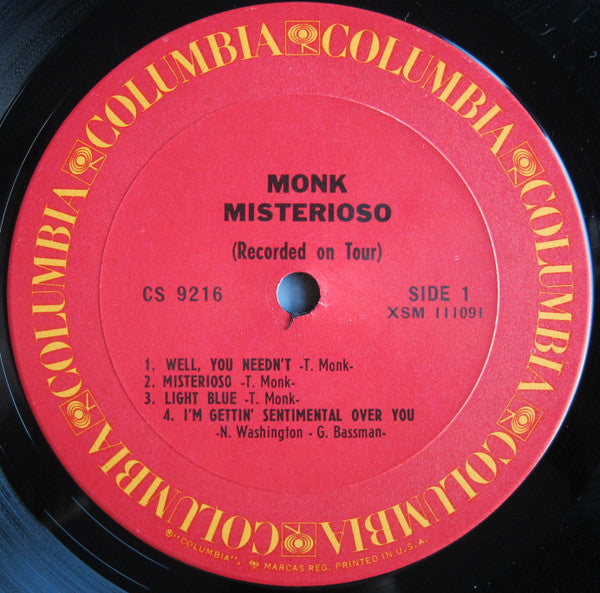 COLUMBIA COLUMBIA COLUMBIA COLUMBIA COLUMBIA COLUMBIA
MONK
MISTERIOSO
(Recorded on Tour)
CS 9216
SIDE 1
XSM 111091
1. WELL, YOU NEEDN'T -T. Monk-
2. MISTERIOSO -T. Monk-
3. LIGHT BLUE -T. Monk-
4. I'M GETTIN' SENTIMENTAL OVER YOU
-N. Washington - G. Bassman-
℗"COLUMBIA", MARCAS REG. PRINTED IN U.S.A.